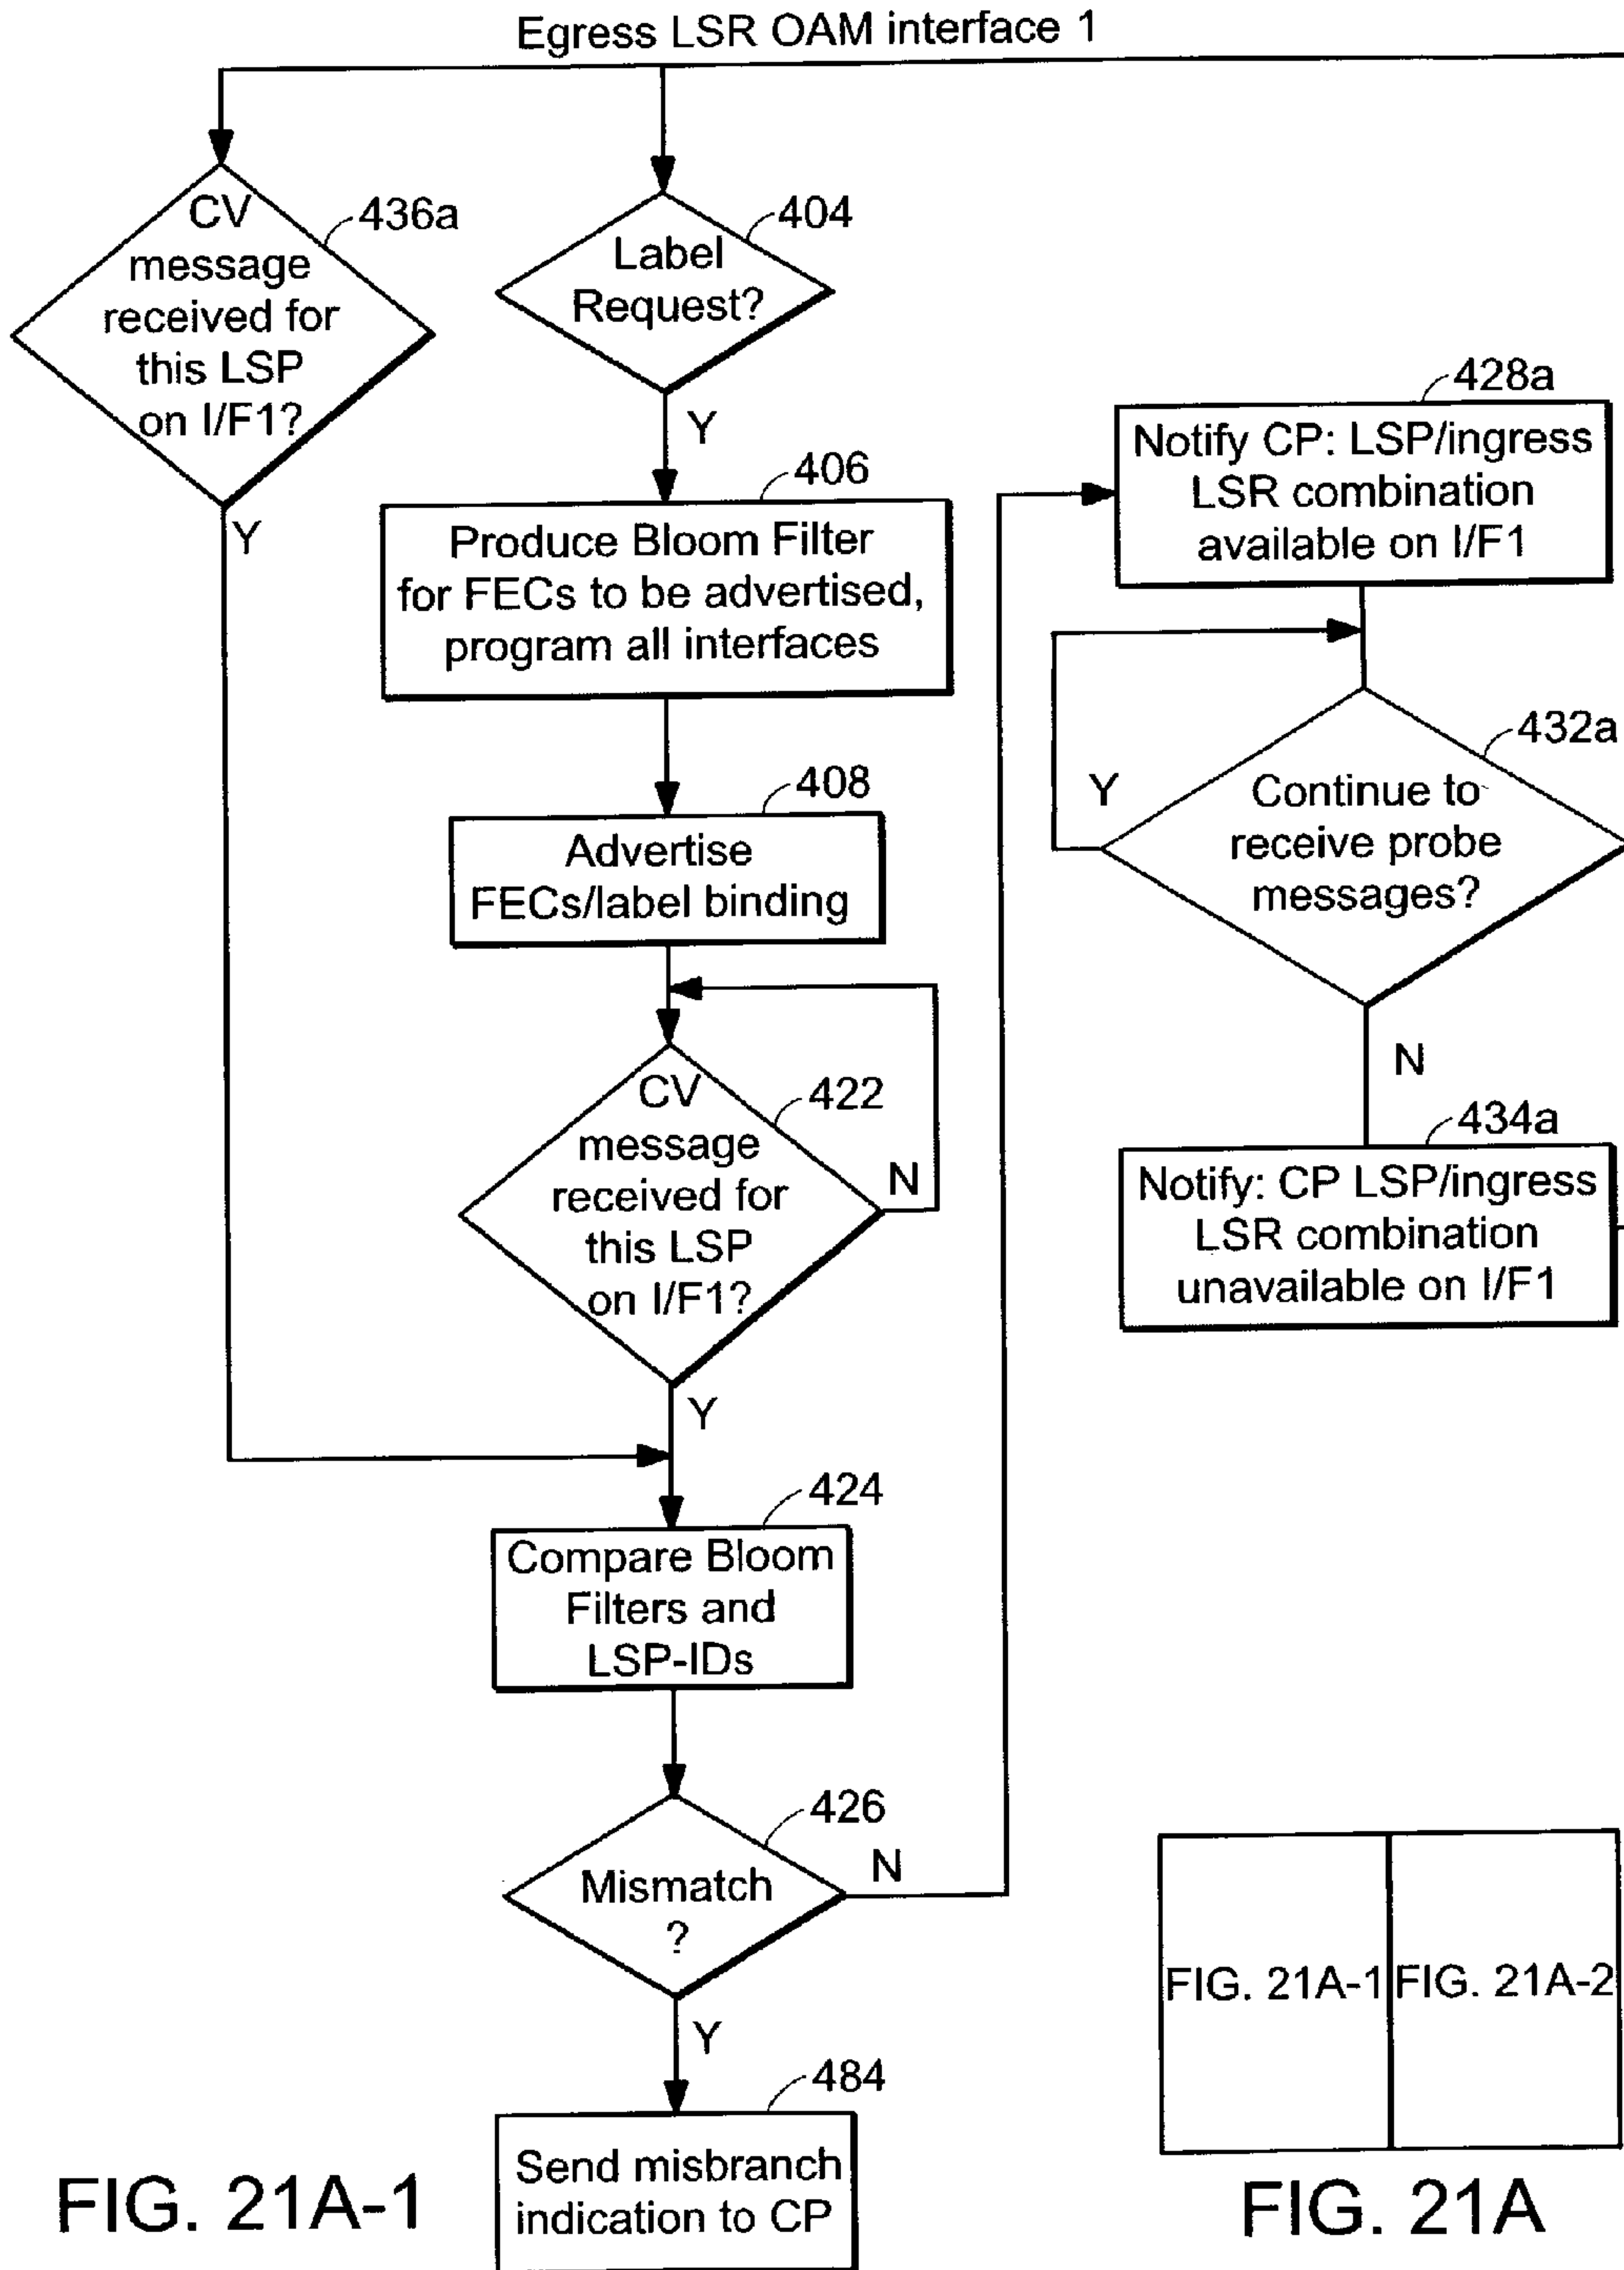 Egress LSR OAM interface 1
CV
message
received for
this LSP
on I/F1?
436a
Y
Label
Request?
404
Y
406
Produce Bloom Filter
for FECs to be advertised,
program all interfaces
408
Advertise
FECs/label binding
CV
message
received for
this LSP
on I/F1?
422
N
Y
424
Compare Bloom
Filters and
LSP-IDs
426
Mismatch
?
N
Y
484
Send misbranch
indication to CP
428a
Notify CP: LSP/ingress
LSR combination
available on I/F1
432a
Y
Continue to
receive probe
messages?
N
434a
Notify: CP LSP/ingress
LSR combination
unavailable on I/F1
FIG. 21A-1
FIG. 21A-1 FIG. 21A-2
FIG. 21A